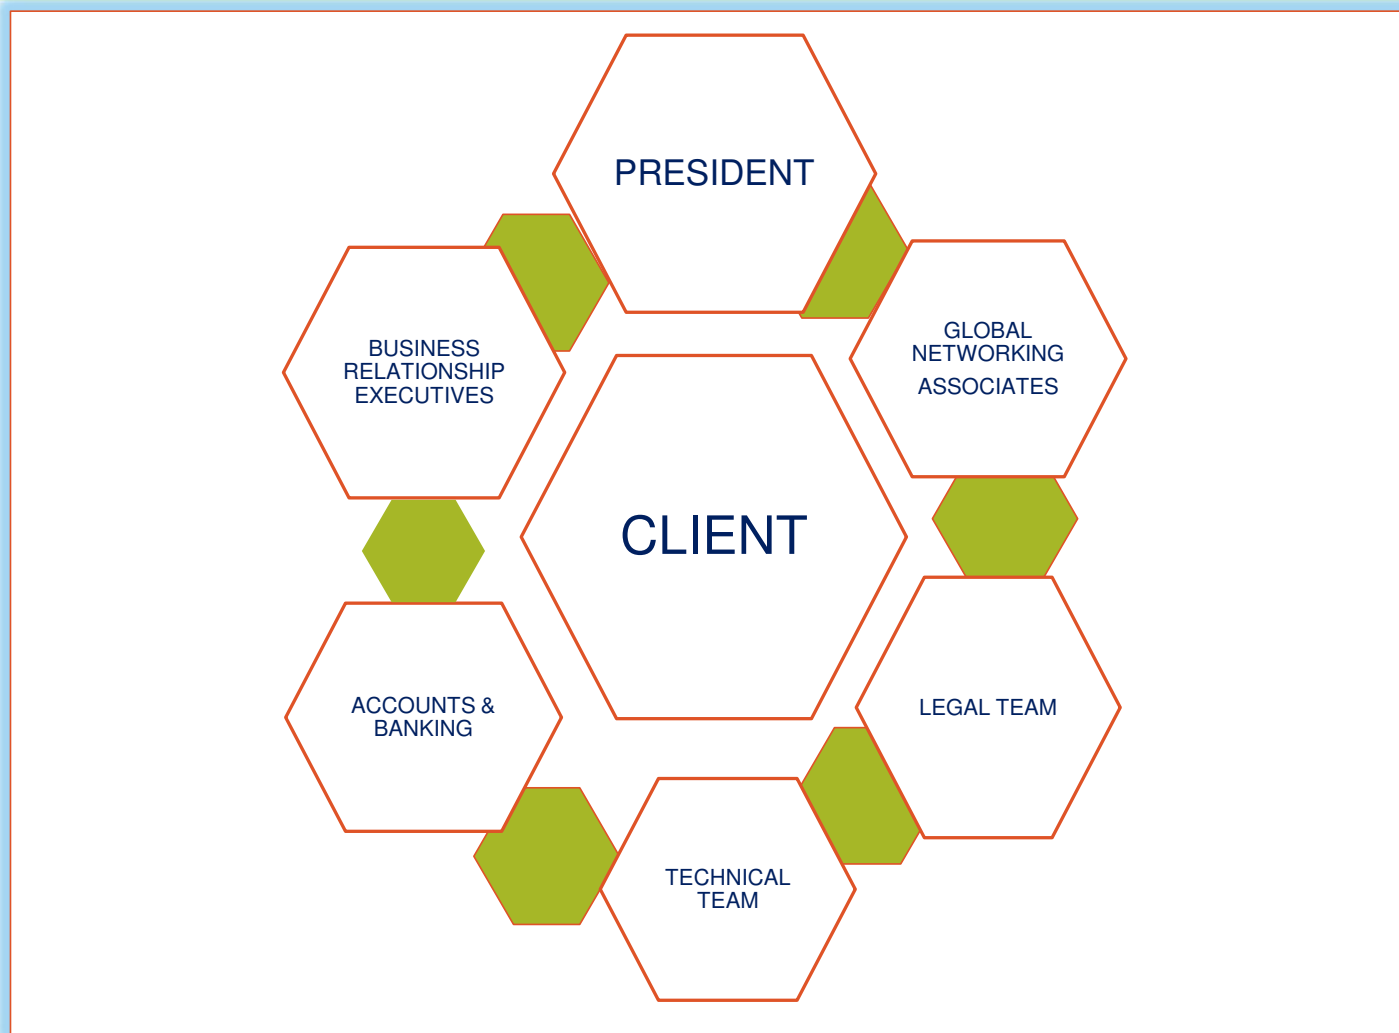 PRESIDENT
GLOBAL
NETWORKING
ASSOCIATES
BUSINESS
RELATIONSHIP
EXECUTIVES
CLIENT
ACCOUNTS &
BANKING
LEGAL TEAM
TECHNICAL
TEAM